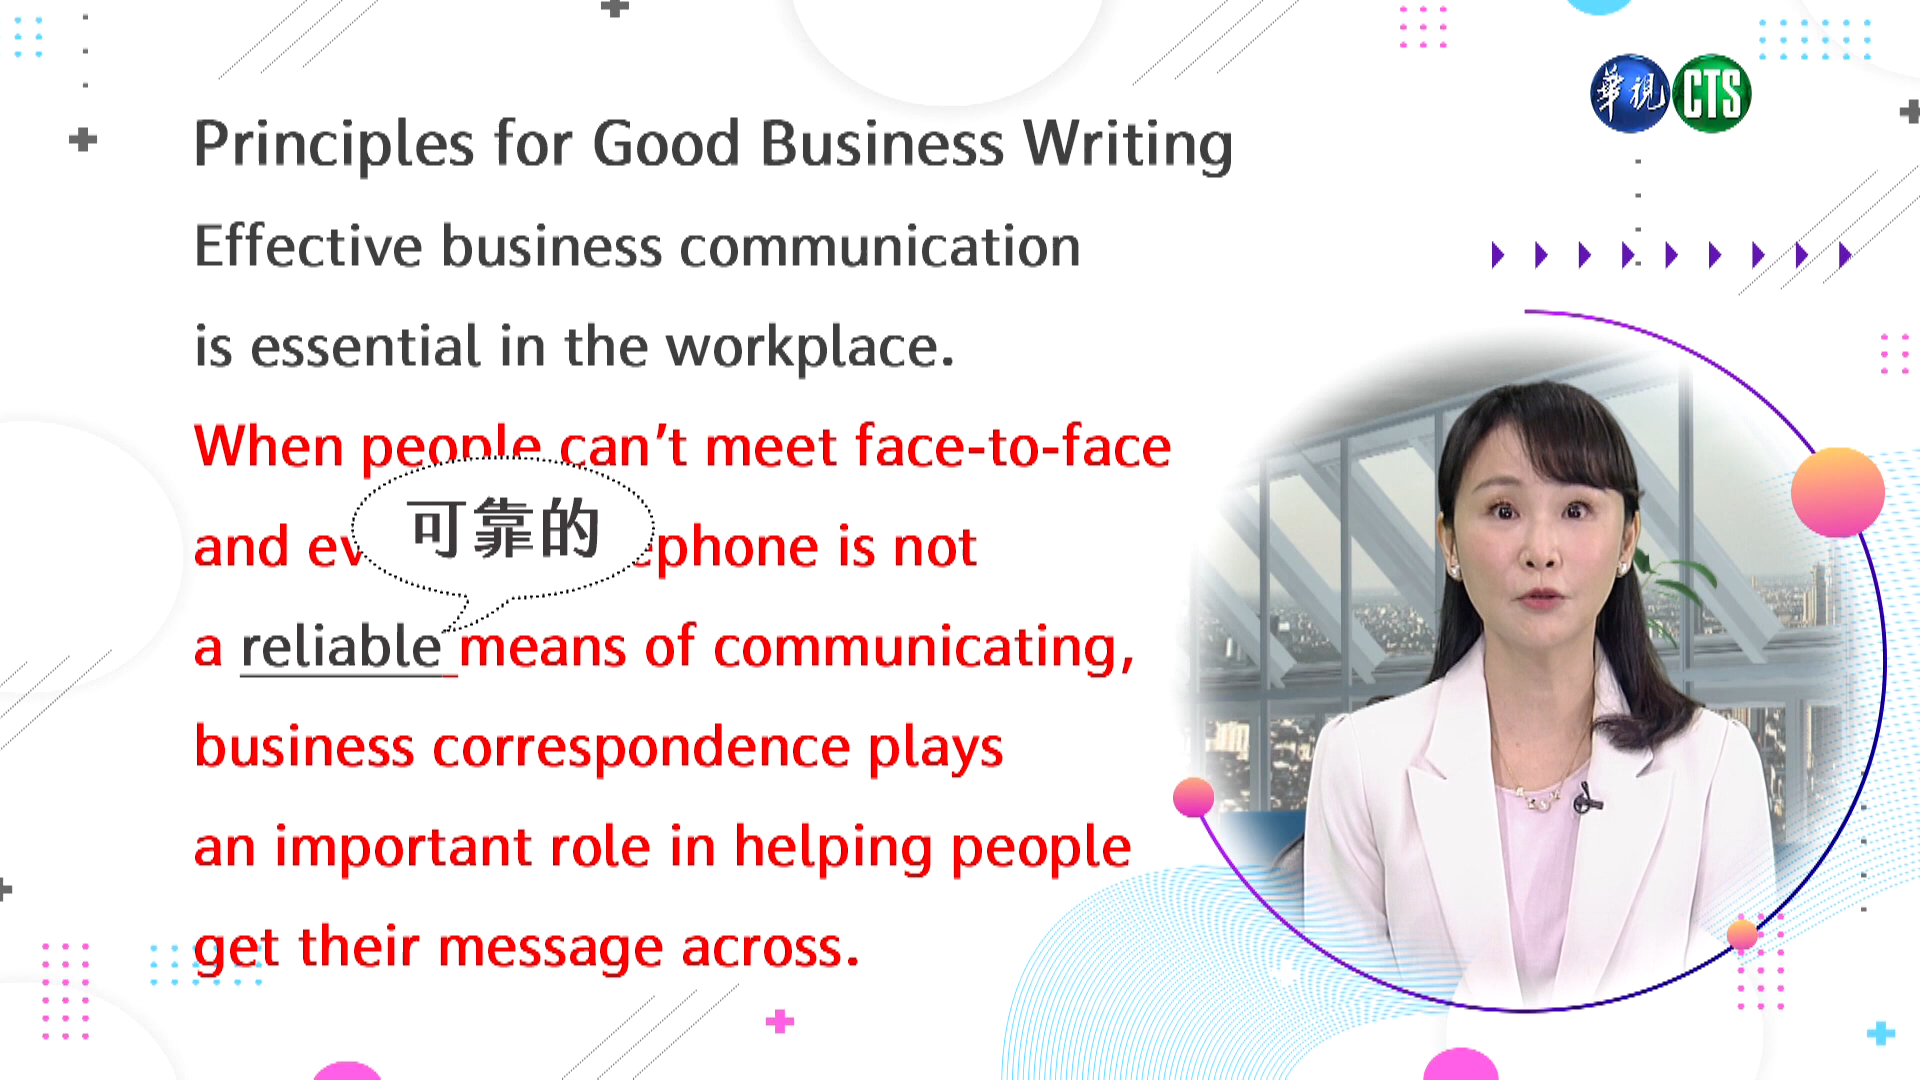 華視 CTS
Principles for Good Business Writing
Effective business communication
is essential in the workplace.
When people can't meet face-to-face
可靠的
and phone is not
a reliable means of communicating,
business correspondence plays
an important role in helping people
get their message across.